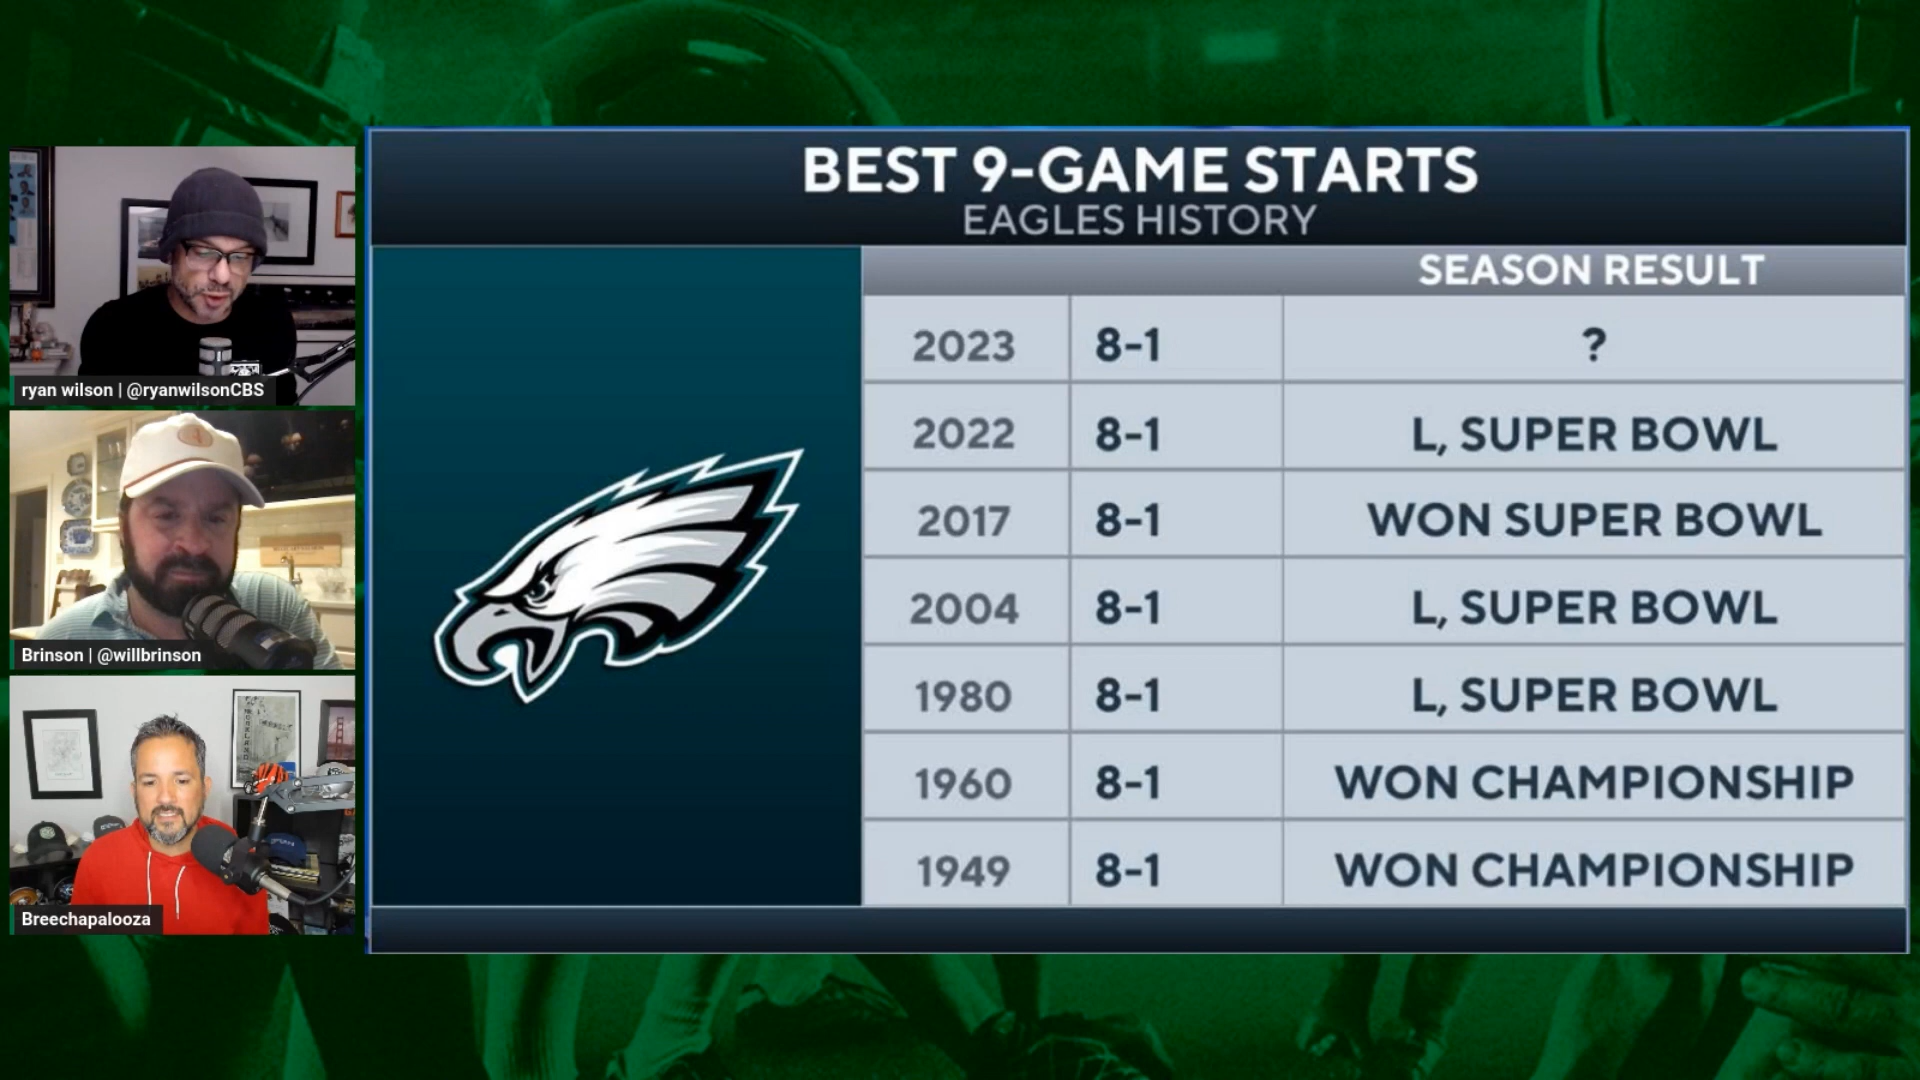 BEST 9-GAME STARTS
EAGLES HISTORY
SEASON RESULT
2023 8-1 ?
2022 8-1 L, SUPER BOWL
2017 8-1 WON SUPER BOWL
2004 8-1 L, SUPER BOWL
1980 8-1 L, SUPER BOWL
1960 8-1 WON CHAMPIONSHIP
1949 8-1 WON CHAMPIONSHIP
ryan wilson | @ryanwilsonCBS
Brinson | @willbrinson
Breechapalooza